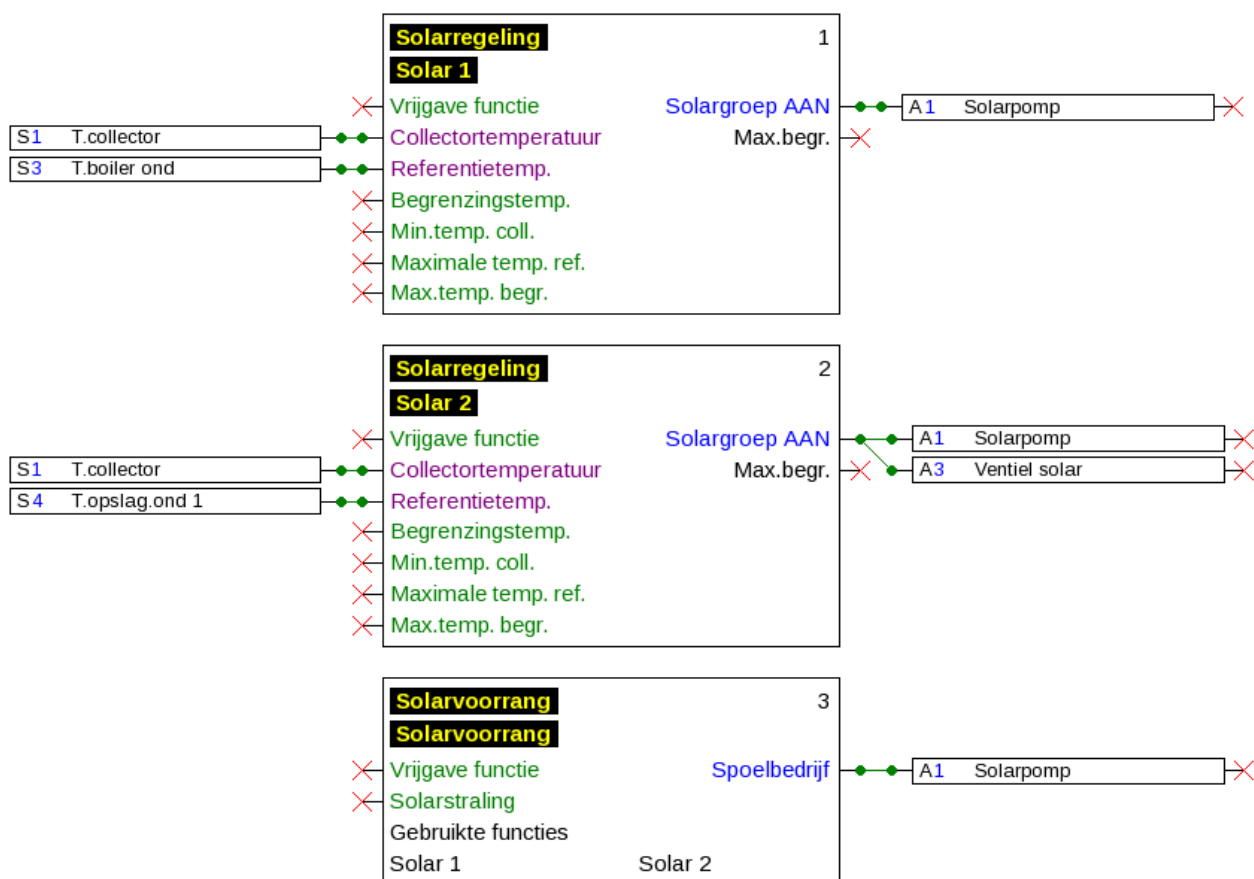 Solarregeling 1
Solar 1
Vrijgave functie Solargroep AAN A1 Solarpomp
S1 T.collector Collectortemperatuur Max.begr.
S3 T.boiler ond Referentietemp.
Begrenzingstemp.
Min.temp. coll.
Maximale temp. ref.
Max.temp. begr.
Solarregeling 2
Solar 2
Vrijgave functie Solargroep AAN A1 Solarpomp
S1 T.collector Collectortemperatuur Max.begr. A3 Ventiel solar
S4 T.opslag.ond 1 Referentietemp.
Begrenzingstemp.
Min.temp. coll.
Maximale temp. ref.
Max.temp. begr.
Solarvoorrang 3
Solarvoorrang
Vrijgave functie Spoelbedrijf A1 Solarpomp
Solarstraling
Gebruikte functies
Solar 1 Solar 2